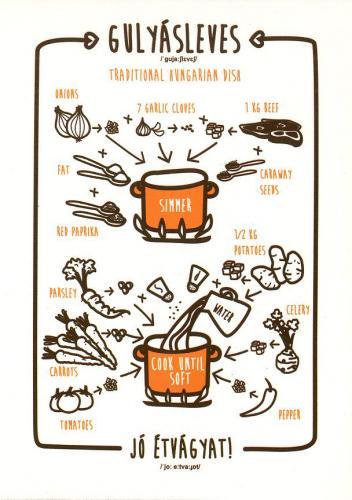 GULYÁSLEVES
/ˈguja:ʃlɛvɛʃ/
TRADITIONAL HUNGARIAN DISH
ONIONS
7 GARLIC CLOVES
1 KG BEEF
FAT
CARAWAY
SEEDS
RED PAPRIKA
SIMMER
1/2 KG
POTATOES
PARSLEY
WATER
CELERY
COOK UNTIL
SOFT
CARROTS
TOMATOES
PEPPER
JÓ ÉTVÁGYAT!
/ˈjo: e:tva:ɟɒt/